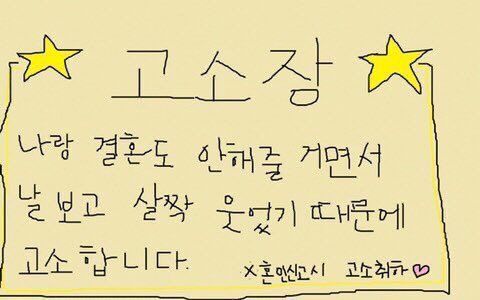 고소장
나랑 결혼도 안해줄 거면서
날 보고 살짝 웃었기 때문에
고소합니다. x혼인신고시 고소취하♡